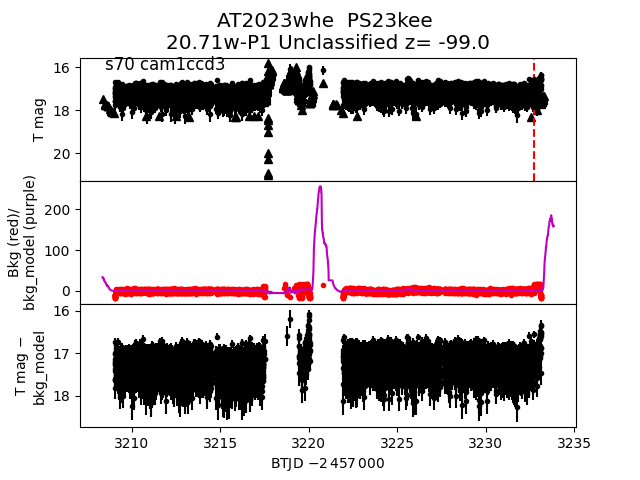 AT2023whe  PS23kee
20.71w-P1 Unclassified z= -99.0
s70 cam1ccd3
T mag
16
18
20
Bkg (red)/
bkg_model (purple)
200
100
0
T mag −
bkg_model
16
17
18
3210 3215 3220 3225 3230 3235
BTJD −2 457 000